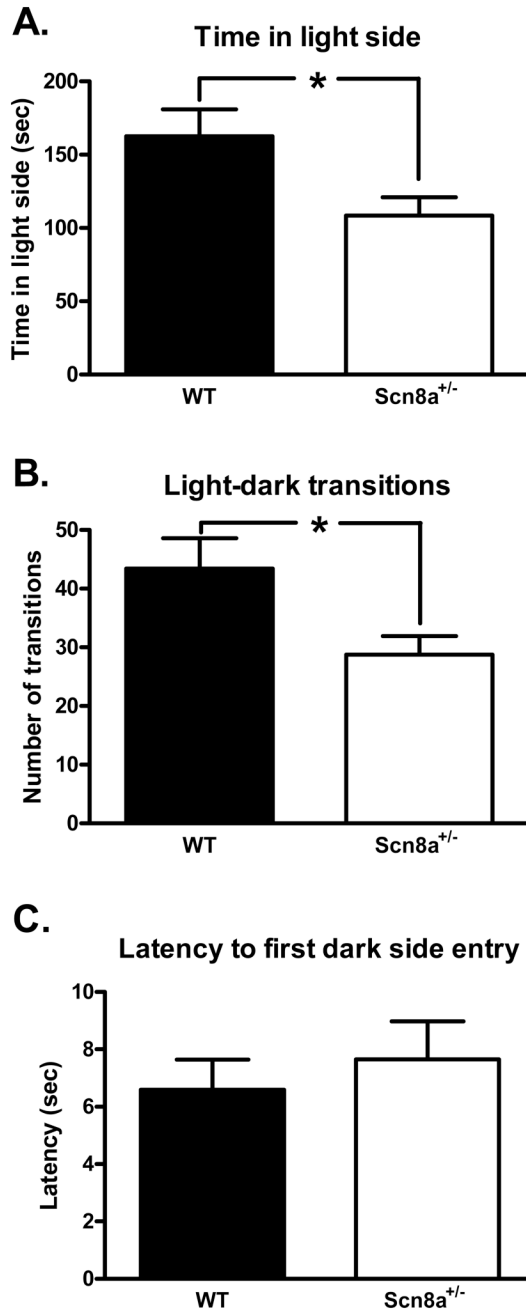 A.
Time in light side
*
Time in light side (sec)
200
150
100
50
0
WT
Scn8a+/-
B.
Light-dark transitions
*
Number of transitions
50
40
30
20
10
0
WT
Scn8a+/-
C.
Latency to first dark side entry
Latency (sec)
10
8
6
4
2
0
WT
Scn8a+/-